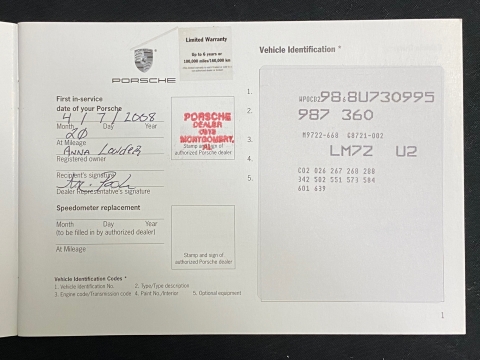 PORSCHE
Limited Warranty
Up to 6 years or
100,000 miles/160,000 km
First in-service
date of your Porsche
4 / 7 / 2008
Month Day Year
20
At Mileage
Anna Lander
Registered owner
Recipient's signature
Dealer Representative's signature
PORSCHE
DEALER
MONTGOMERY,
AL
Stamp and sign of
authorized Porsche dealer
Speedometer replacement
Month Day Year
(to be filled in by authorized dealer)
At Mileage
Stamp and sign of
authorized Porsche dealer
Vehicle Identification Codes *
1. Vehicle Identification No. 2. Type/Type description
3. Engine code/Transmission code 4. Paint No./Interior 5. Optional equipment
Vehicle Identification *
1.
2.
3.
4.
5.
98 8U730995
987 360
M9722-668 G8721-002
LM7Z U2
C02 026 267 268 288
342 502 551 573 584
601 639
1